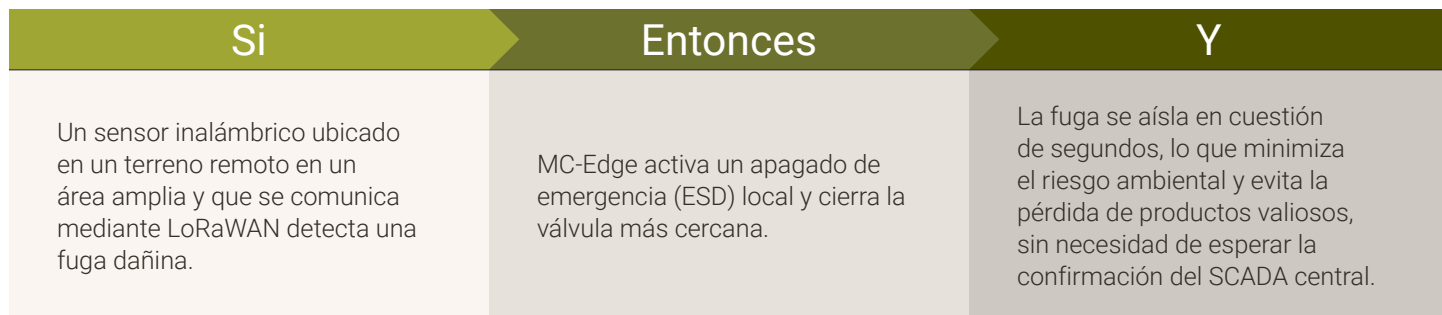 Si
Entonces
Y
Un sensor inalámbrico ubicado
en un terreno remoto en un
área amplia y que se comunica
mediante LoRaWAN detecta una
fuga dañina.
MC-Edge activa un apagado de
emergencia (ESD) local y cierra la
válvula más cercana.
La fuga se aísla en cuestión
de segundos, lo que minimiza
el riesgo ambiental y evita la
pérdida de productos valiosos,
sin necesidad de esperar la
confirmación del SCADA central.